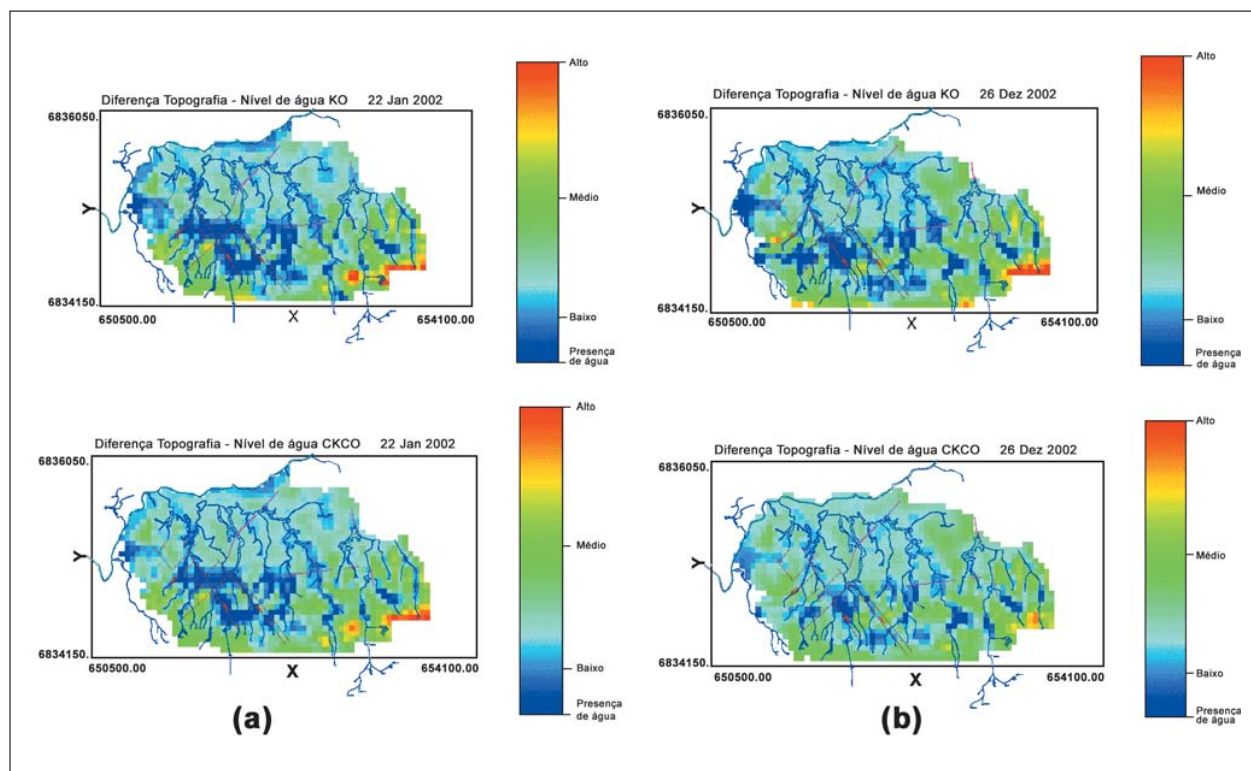 Diferença Topografia - Nível de água KO 22 Jan 2002
6836050.
Y
6834150.
650500.00
X
654100.00
Alto
Médio
Baixo
Presença
de água
Diferença Topografia - Nível de água KO 26 Dez 2002
6836050.
Y
6834150.
650500.00
X
654100.00
Alto
Médio
Baixo
Presença
de água
Diferença Topografia - Nível de água CKCO 22 Jan 2002
6836050.
Y
6834150.
650500.00
X
654100.00
Alto
Médio
Baixo
Presença
de água
(a)
Diferença Topografia - Nível de água CKCO 26 Dez 2002
6836050.
Y
6834150.
650500.00
X
654100.00
Alto
Médio
Baixo
Presença
de água
(b)